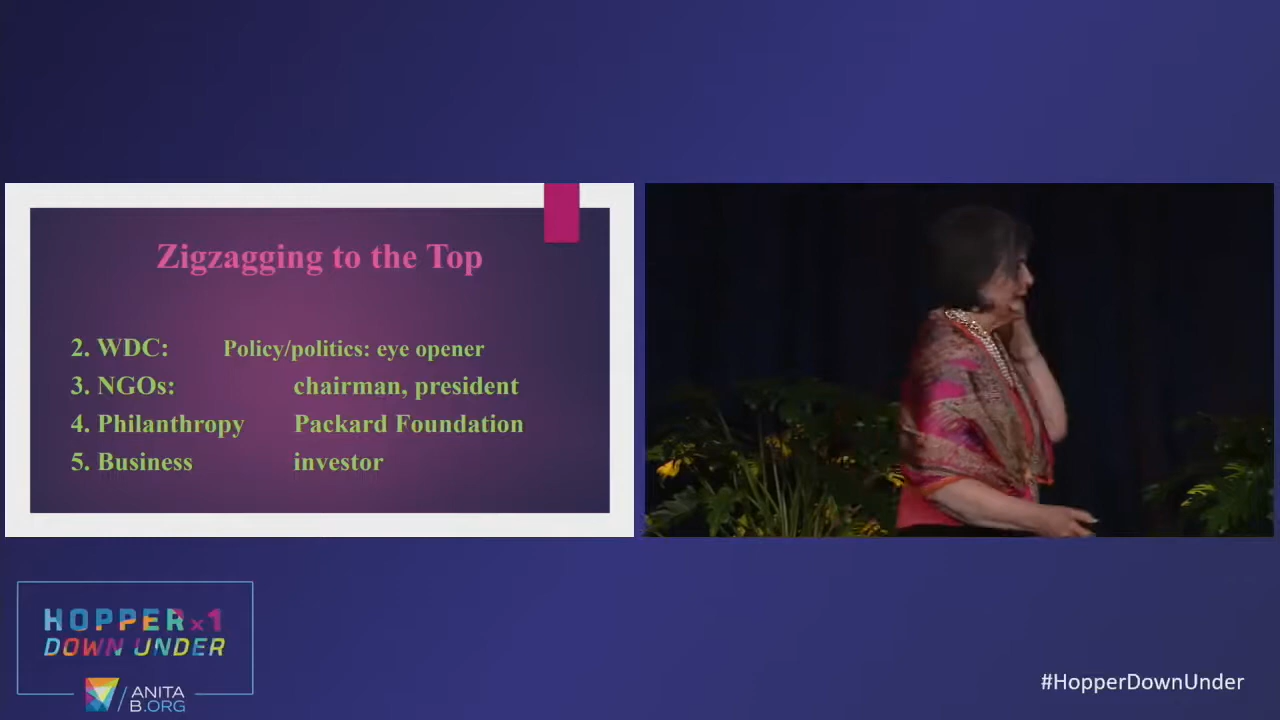 Zigzagging to the Top
2. WDC: Policy/politics: eye opener
3. NGOs: chairman, president
4. Philanthropy Packard Foundation
5. Business investor
HOPPER x 1
DOWN UNDER
ANITA
B.ORG
#HopperDownUnder